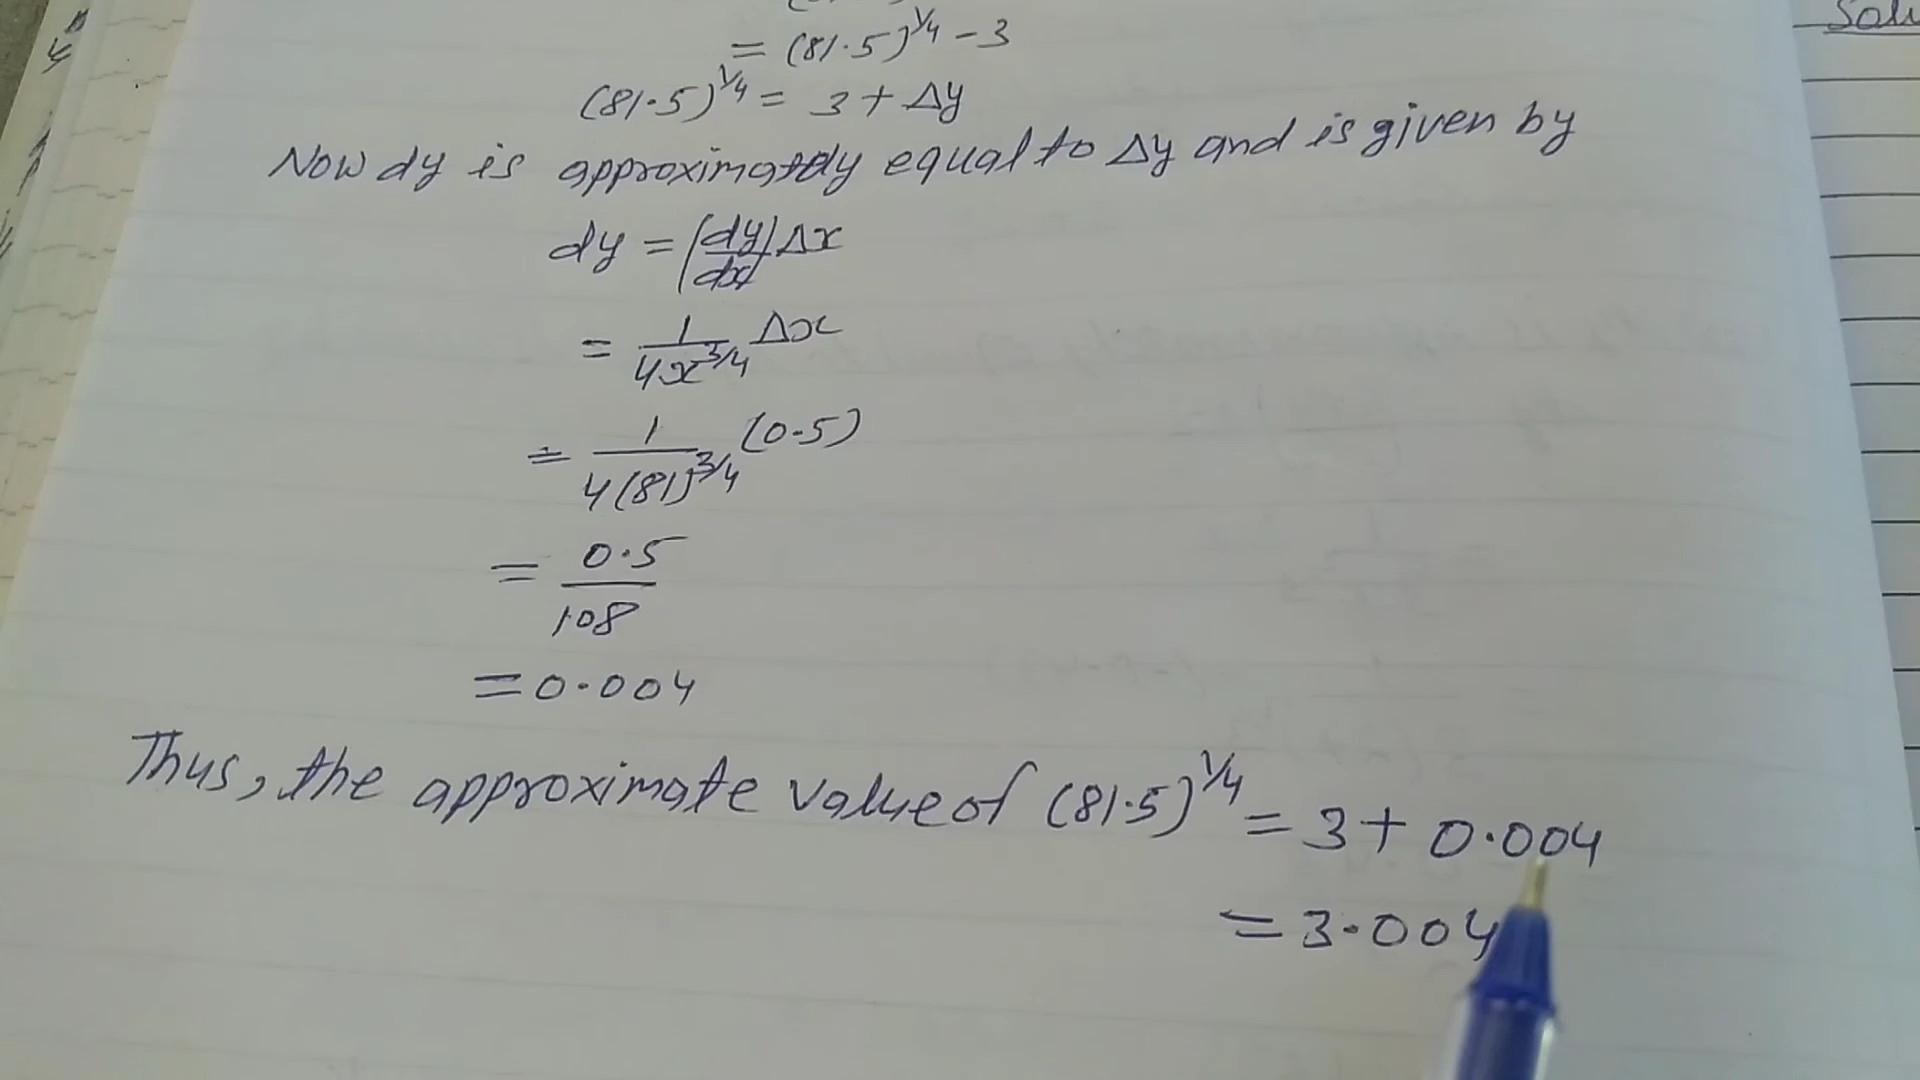 = (81.5)^1/4 - 3
(81.5)^1/4 = 3 + Δy
Now dy is approximately equal to Δy and is given by
dy = (dy/dx) Δx
= 1/4x^3/4 Δx
= 1/4(81)^3/4 (0.5)
= 0.5/108
= 0.004
Thus, the approximate value of (81.5)^1/4 = 3 + 0.004
= 3.004